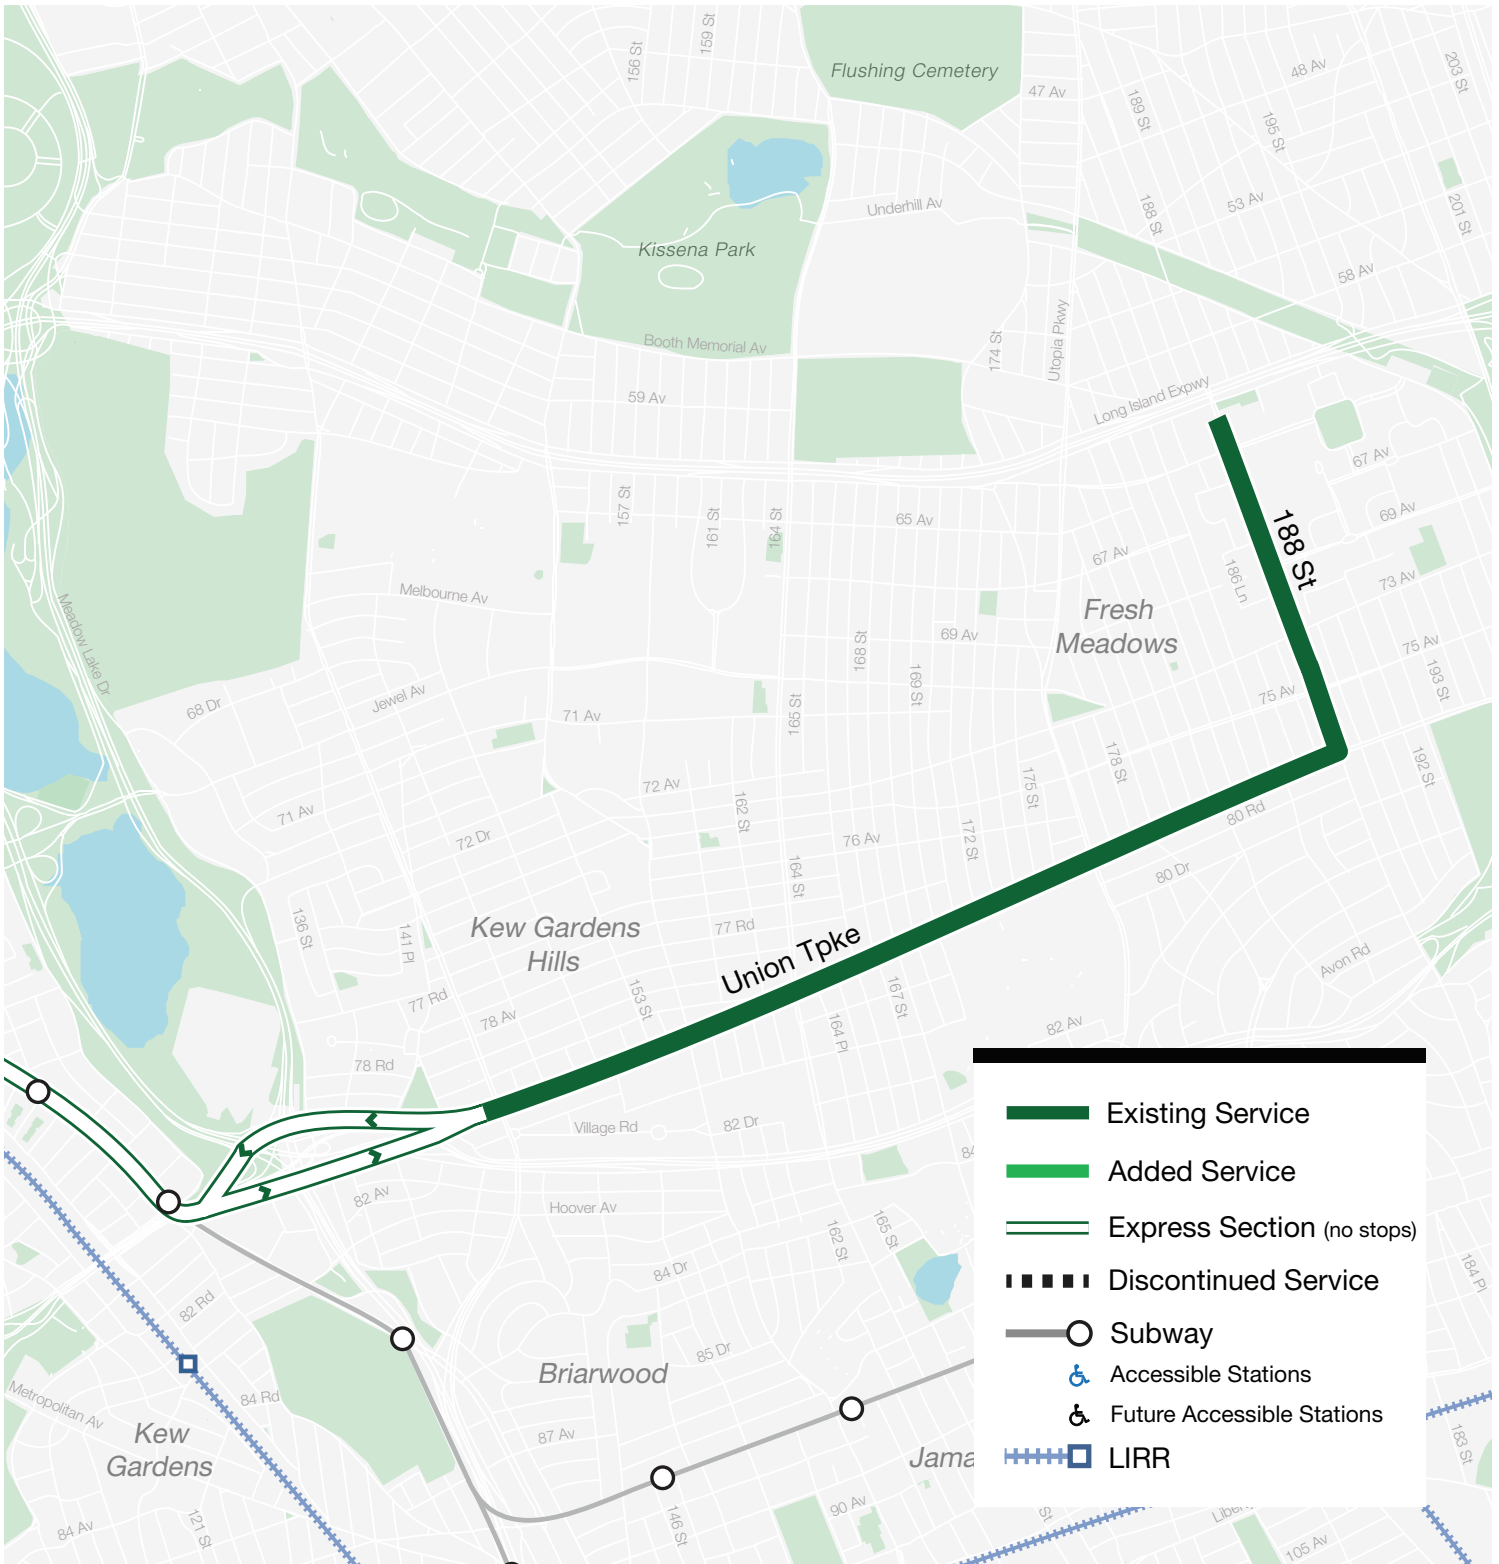 159 St
156 St
Flushing Cemetery
48 Av
203 St
47 Av
189 St
195 St
Underhill Av
188 St
53 Av
201 St
Kissena Park
58 Av
Booth Memorial Av
174 St
Utopia Pkwy
59 Av
Long Island Expwy
67 Av
157 St
161 St
164 St
65 Av
188 St
69 Av
67 Av
186 Ln
73 Av
Melbourne Av
Meadow Lake Dr
Fresh
Meadows
168 St
69 Av
75 Av
193 St
169 St
68 Dr
Jewel Av
71 Av
165 St
75 Av
178 St
192 St
72 Av
162 St
175 St
71 Av
72 Dr
76 Av
172 St
80 Rd
164 St
80 Dr
136 St
141 Pl
Kew Gardens
Hills
77 Rd
Union Tpke
Avon Rd
77 Rd
78 Av
153 St
167 St
164 Pl
82 Av
78 Rd
Village Rd
82 Dr
84
82 Av
Hoover Av
162 St
165 St
84 Dr
82 Rd
85 Dr
Briarwood
184 Pl
Metropolitan Av
84 Rd
Kew
Gardens
87 Av
Jama
183 St
84 Av
121 St
146 St
90 Av
St
Liber
105 Av
Existing Service
Added Service
Express Section (no stops)
Discontinued Service
Subway
Accessible Stations
Future Accessible Stations
LIRR